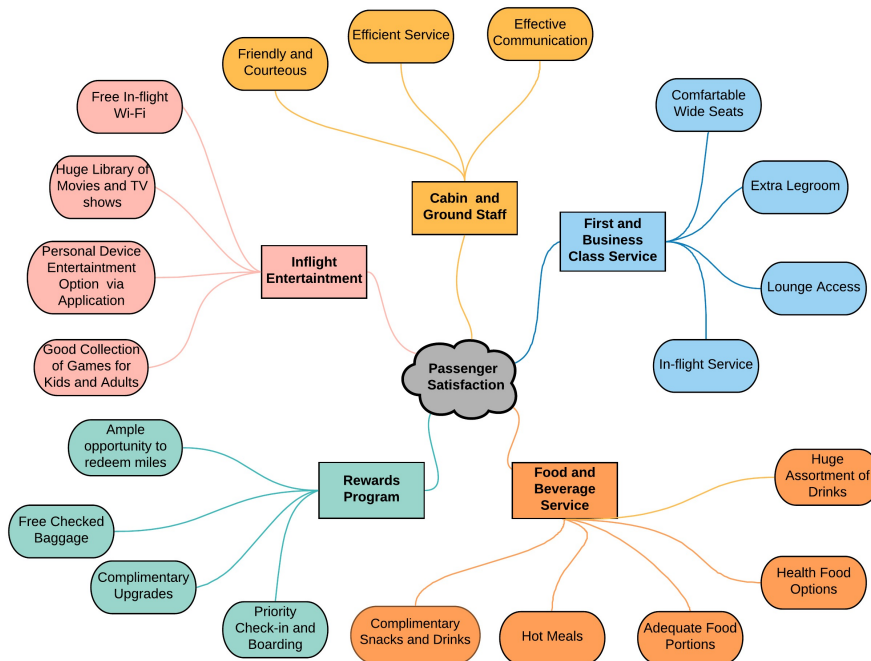 Effective
Communication
Efficient Service
Friendly and
Courteous
Free In-flight
Wi-Fi
Comfartable
Wide Seats
Huge Library of
Movies and TV
shows
Extra Legroom
Cabin and
Ground Staff
First and
Business
Class Service
Personal Device
Entertaintment
Option via
Application
Inflight
Entertaintment
Lounge Access
Good Collection
of Games for
Kids and Adults
In-flight Service
Passenger
Satisfaction
Ample
opportunity to
redeem miles
Rewards
Program
Food and
Beverage
Service
Huge
Assortment of
Drinks
Free Checked
Baggage
Complimentary
Upgrades
Health Food
Options
Priority
Check-in and
Boarding
Complimentary
Snacks and Drinks
Hot Meals
Adequate Food
Portions